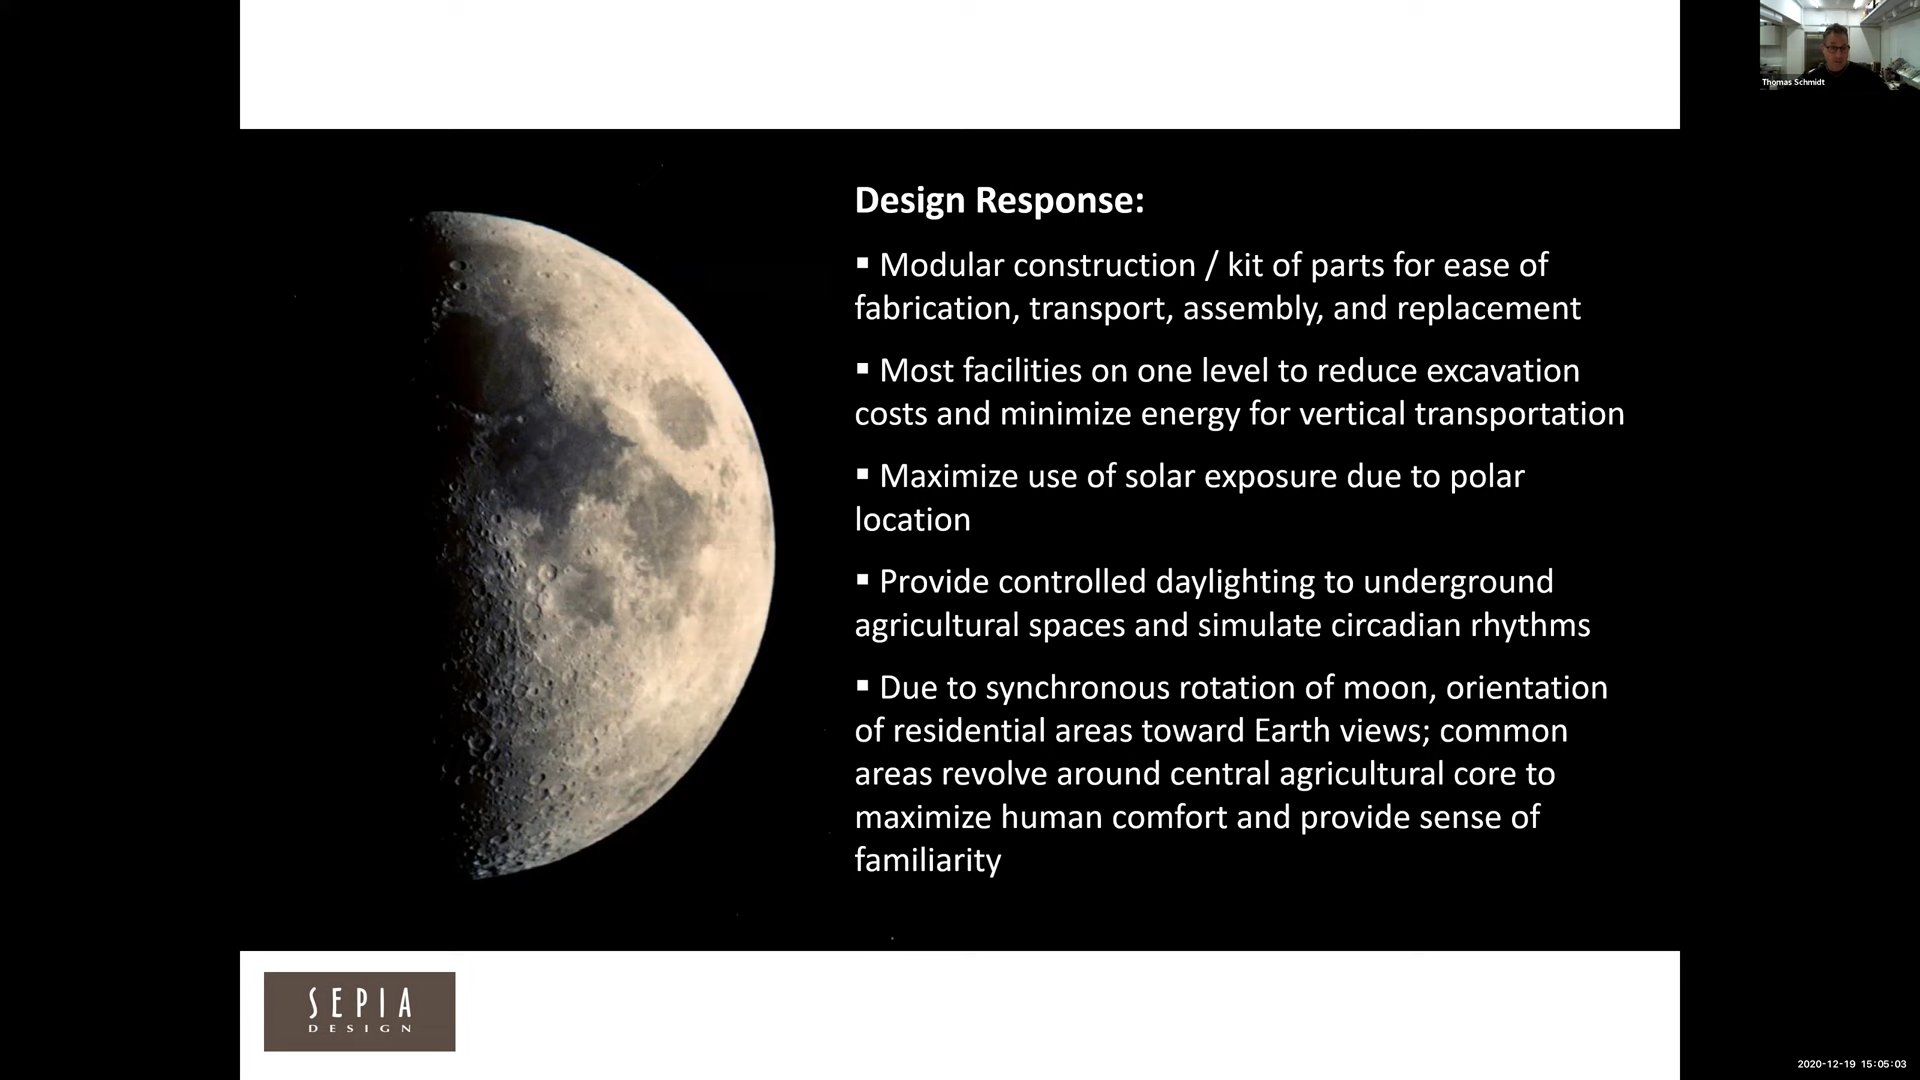 Thomas Schmidt
Design Response:
▪ Modular construction / kit of parts for ease of
fabrication, transport, assembly, and replacement
▪ Most facilities on one level to reduce excavation
costs and minimize energy for vertical transportation
▪ Maximize use of solar exposure due to polar
location
▪ Provide controlled daylighting to underground
agricultural spaces and simulate circadian rhythms
▪ Due to synchronous rotation of moon, orientation
of residential areas toward Earth views; common
areas revolve around central agricultural core to
maximize human comfort and provide sense of
familiarity
SEPIA
DESIGN
2020-12-19 15:05:03